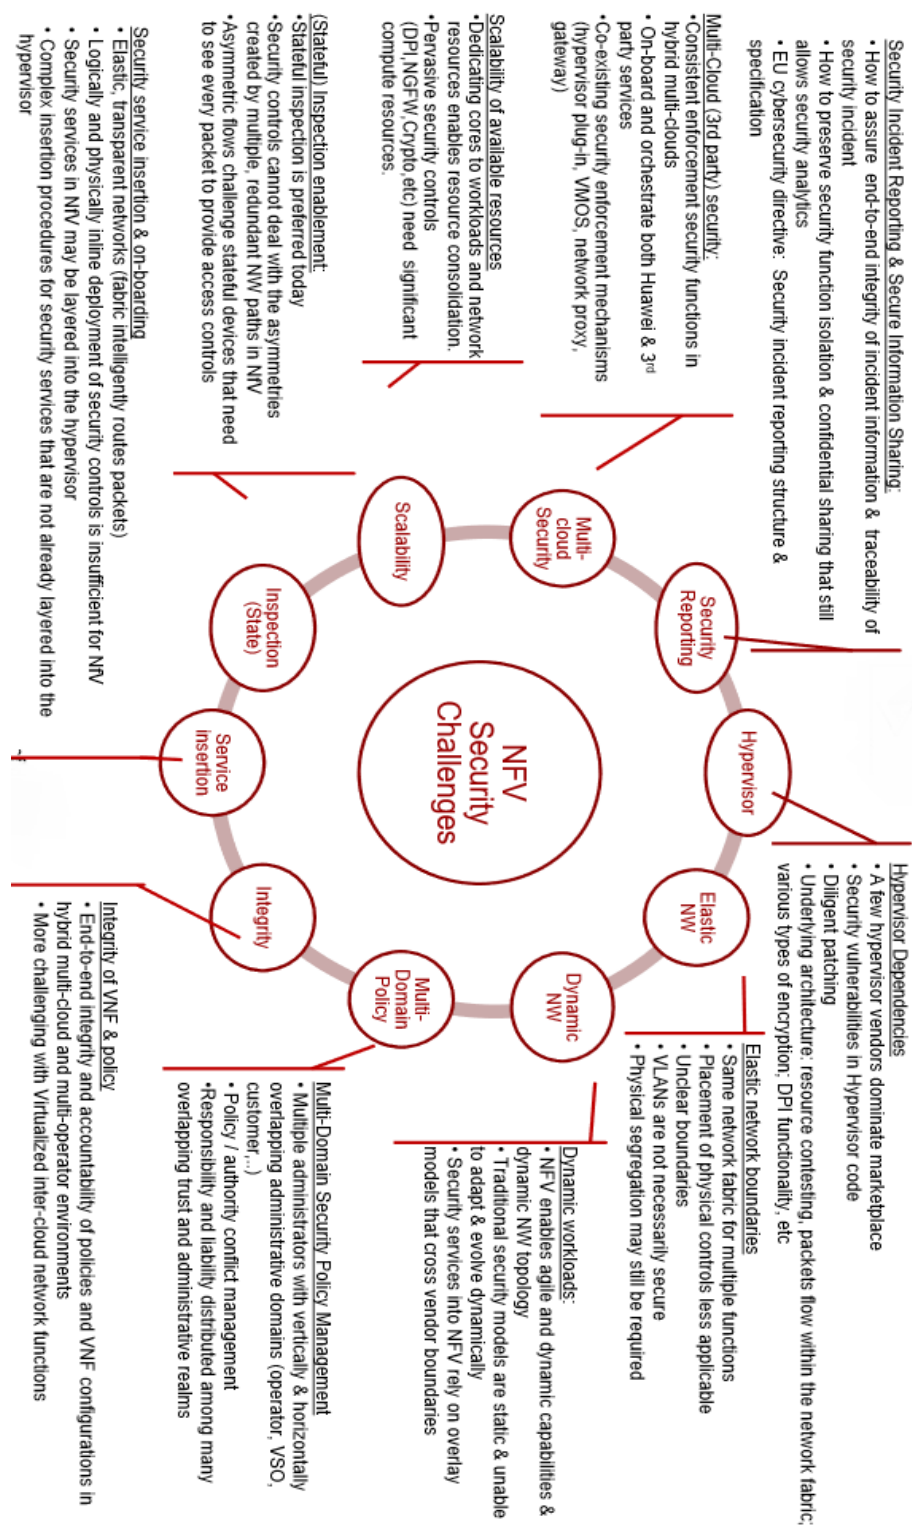 Security Incident Reporting & Secure Information Sharing:
• How to assure end-to-end integrity of incident information & traceability of
security incident
• How to preserve security function isolation & confidential sharing that still
allows security analytics
• EU cybersecurity directive: Security incident reporting structure &
specification
Multi-Cloud (3rd party) security:
•Consistent enforcement security functions in
hybrid multi-clouds
• On-board and orchestrate both Huawei & 3rd
party services
•Co-existing security enforcement mechanisms
(hypervisor plug-in, VMOS, network proxy,
gateway)
Scalability of available resources
•Dedicating cores to workloads and network
resources enables resource consolidation.
•Pervasive security controls
(DPI,NGFW,Crypto,etc) need significant
compute resources.
(Stateful) Inspection enablement:
•Stateful inspection is preferred today
•Security controls cannot deal with the asymmetries
created by multiple, redundant NW paths in NfV
•Asymmetric flows challenge stateful devices that need
to see every packet to provide access controls
Security service insertion & on-boarding
• Elastic, transparent networks (fabric intelligently routes packets)
• Logically and physically inline deployment of security controls is insufficient for NfV
• Security services in NfV may be layered into the hypervisor
• Complex insertion procedures for security services that are not already layered into the
hypervisor
Hypervisor
Security
Reporting
Multi-
cloud
Security
Scalability
Inspection
(State)
Service
insertion
Integrity
Multi-
Domain
Policy
Dynamic
NW
Elastic
NW
NFV
Security
Challenges
Hypervisor Dependencies
• A few hypervisor vendors dominate marketplace
• Security vulnerabilities in Hypervisor code
• Diligent patching
• Underlying architecture: resource contesting, packets flow within the network fabric;
various types of encryption; DPI functionality, etc
Elastic network boundaries
• Same network fabric for multiple functions
• Placement of physical controls less applicable
• Unclear boundaries
• VLANs are not necessarily secure
• Physical segregation may still be required
Dynamic workloads:
• NFV enables agile and dynamic capabilities &
dynamic NW topology
• Traditional security models are static & unable
to adapt & evolve dynamically
• Security services into NFV rely on overlay
models that cross vendor boundaries
Multi-Domain Security Policy Management
• Multiple administrators with vertically & horizontally
overlapping administrative domains (operator, VSO,
customer,...)
• Policy / authority conflict management
•Responsibility and liability distributed among many
overlapping trust and administrative realms
Integrity of VNF & policy
• End-to-end integrity and accountability of policies and VNF configurations in
hybrid multi-cloud and multi-operator environments
• More challenging with Virtualized inter-cloud network functions